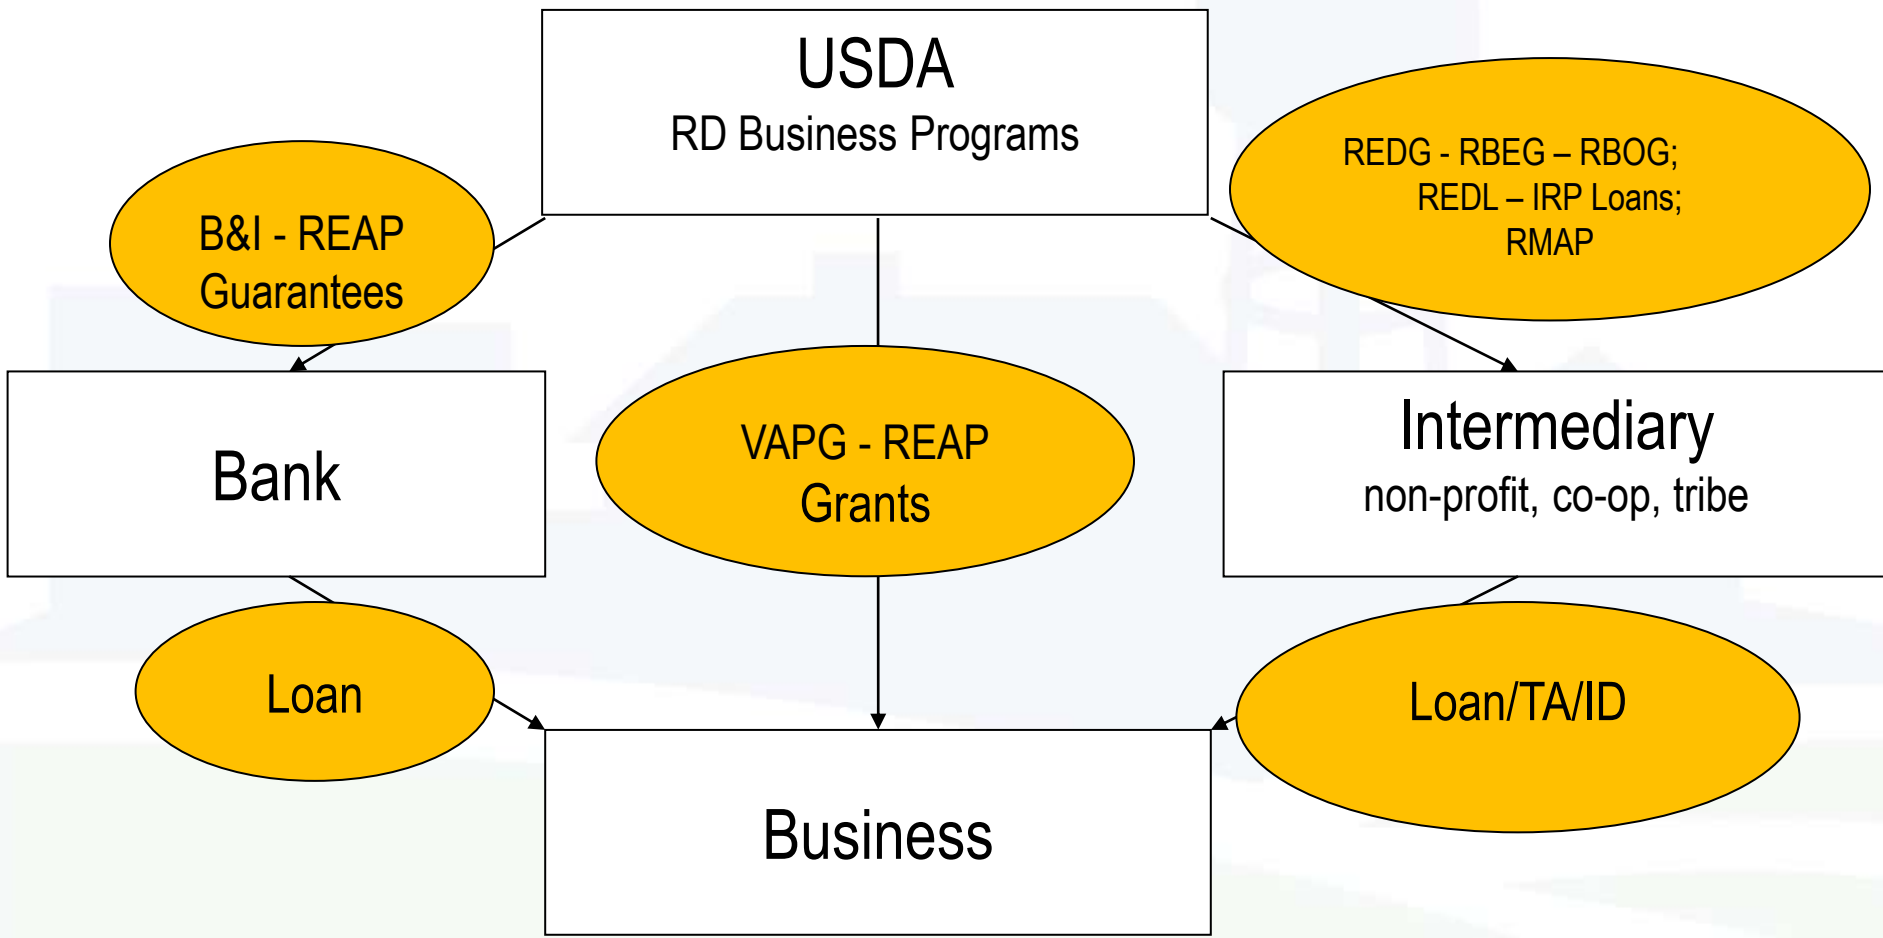 USDA
RD Business Programs
B&I - REAP
Guarantees
REDG - RBEG – RBOG;
REDL – IRP Loans;
RMAP
Bank
VAPG - REAP
Grants
Intermediary
non-profit, co-op, tribe
Loan
Loan/TA/ID
Business